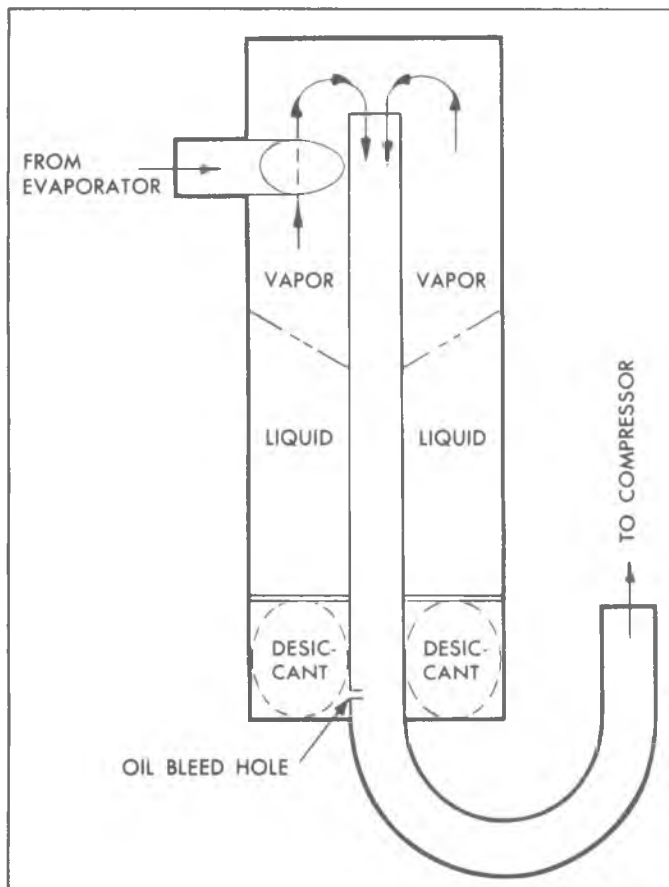 FROM
EVAPORATOR
VAPOR
VAPOR
LIQUID
LIQUID
TO COMPRESSOR
DESIC-
CANT
DESIC-
CANT
OIL BLEED HOLE